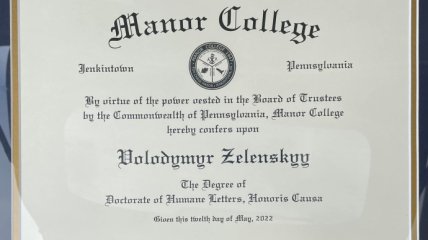 Manor College
Jenkintown Pennsylvania
By virtue of the power vested in the Board of Trustees
by the Commonwealth of Pennsylvania, Manor College
hereby confers upon
Volodymyr Zelenskyy
The Degree of
Doctorate of Humane Letters, Honoris Causa
Given this twelfth day of May, 2022